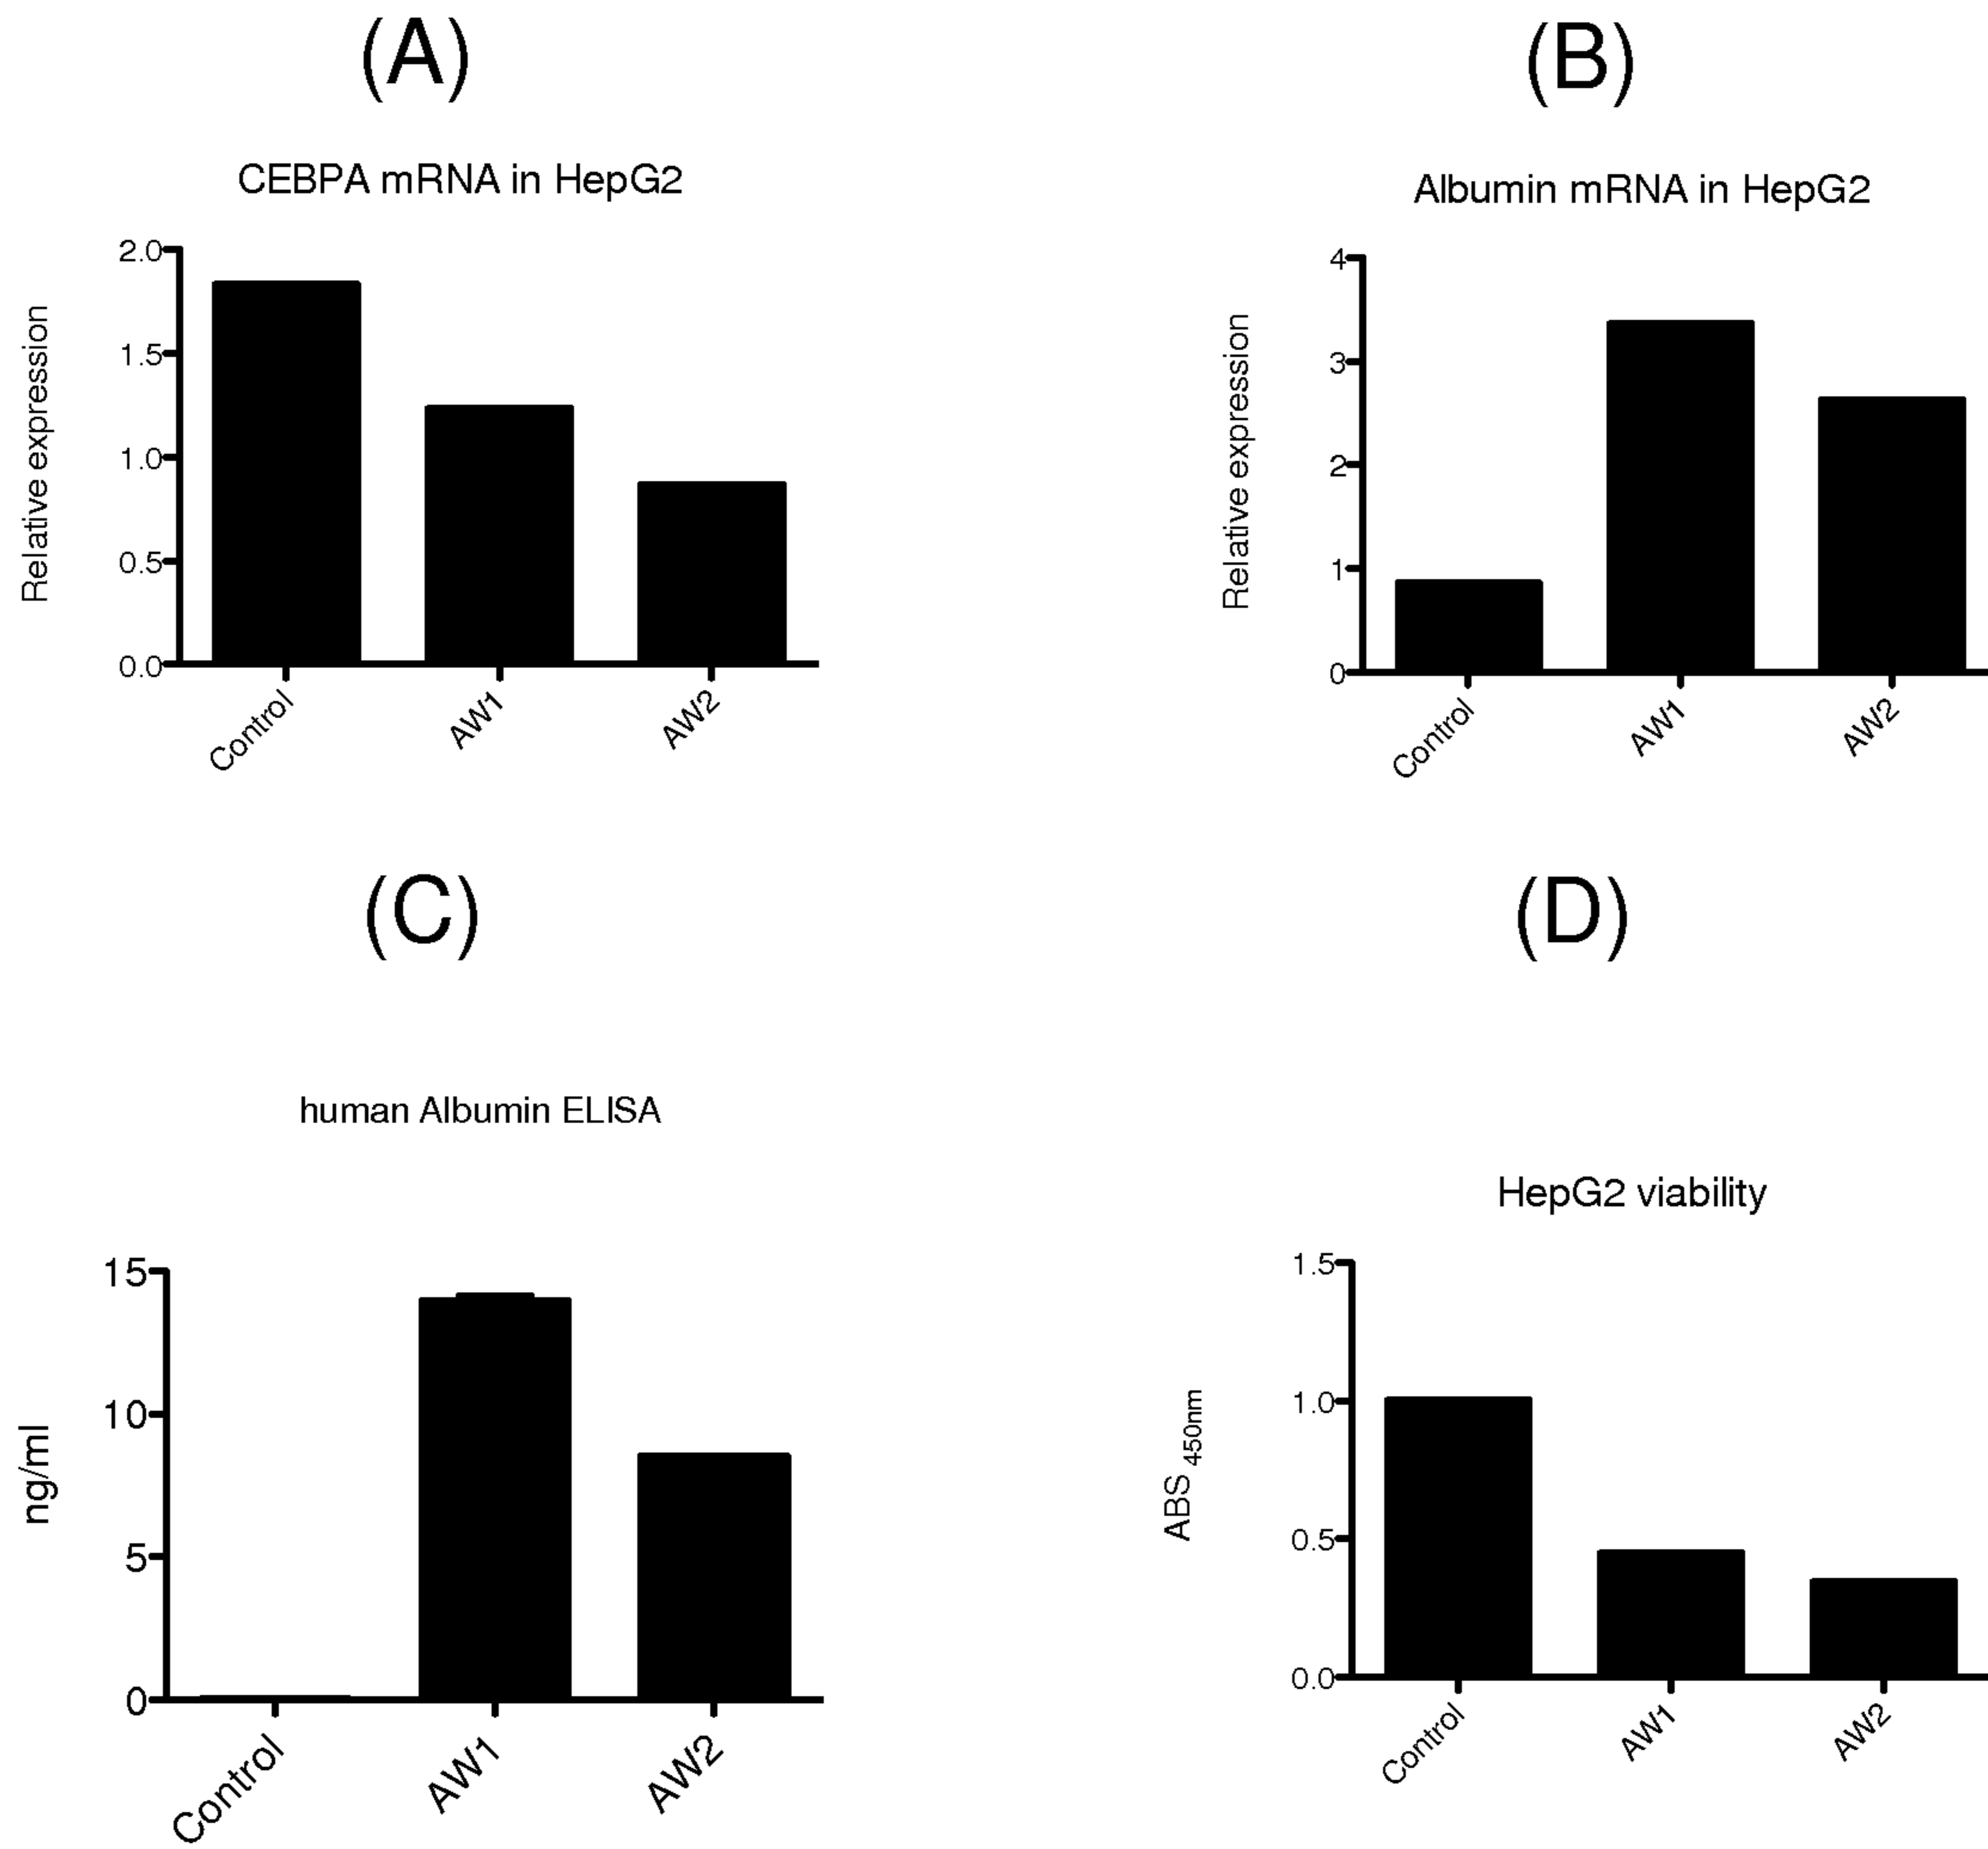 (A)
CEBPA mRNA in HepG2
Relative expression
2.0
1.5
1.0
0.5
0.0
Control
AW1
AW2
(B)
Albumin mRNA in HepG2
Relative expression
4
3
2
1
0
Control
AW1
AW2
(C)
human Albumin ELISA
ng/ml
15
10
5
0
Control
AW1
AW2
(D)
HepG2 viability
ABS 450nm
1.5
1.0
0.5
0.0
Control
AW1
AW2